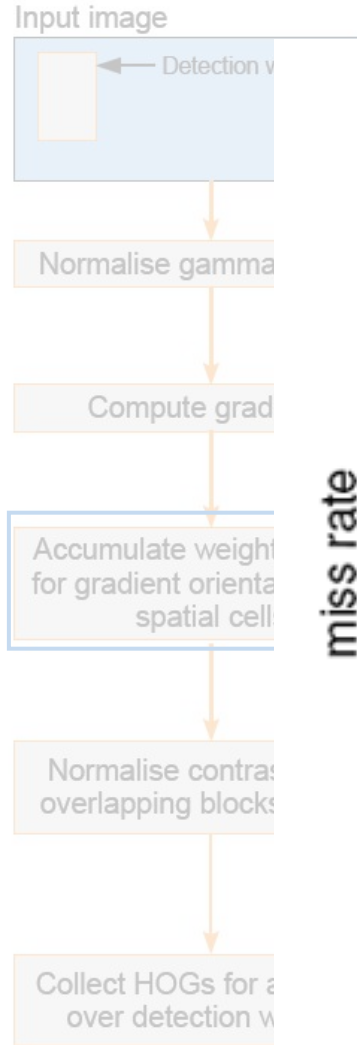 Input image
Detection w
Normalise gamma
Compute grad
Accumulate weight
for gradient orienta
spatial cell
Normalise contras
overlapping blocks
Collect HOGs for a
over detection w
miss rate